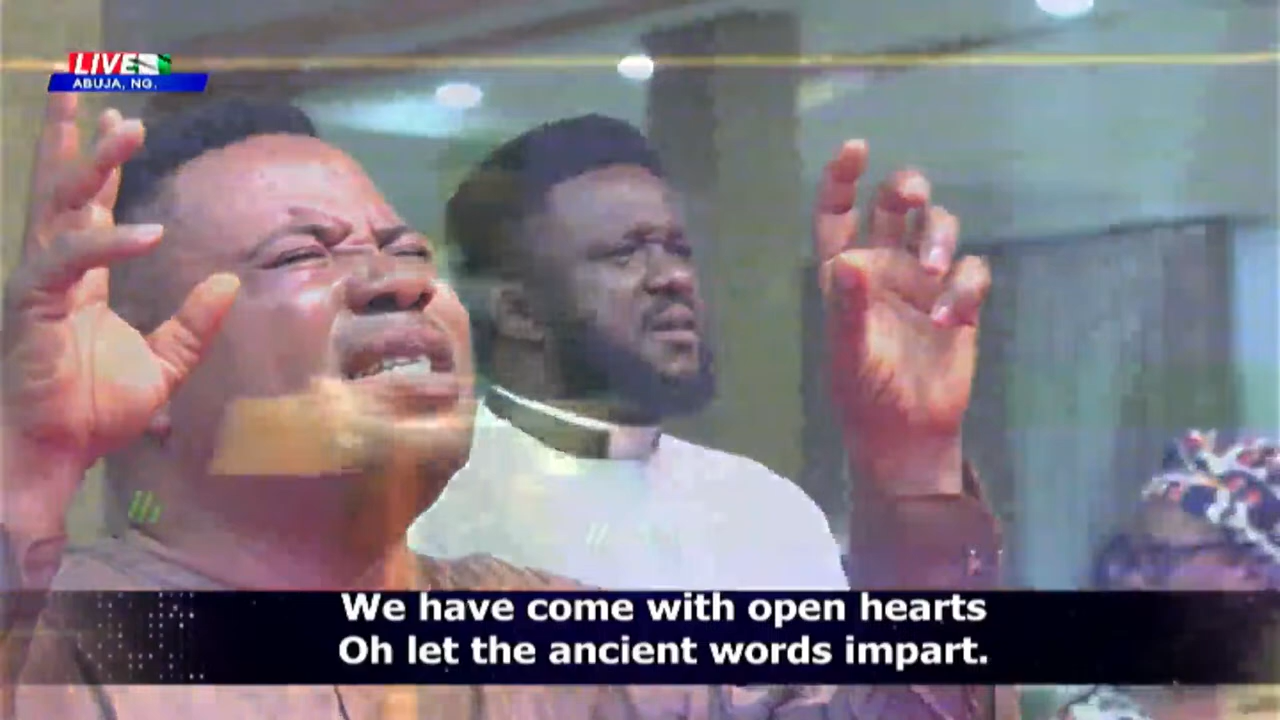 LIVE
ABUJA, NG.
We have come with open hearts
Oh let the ancient words impart.